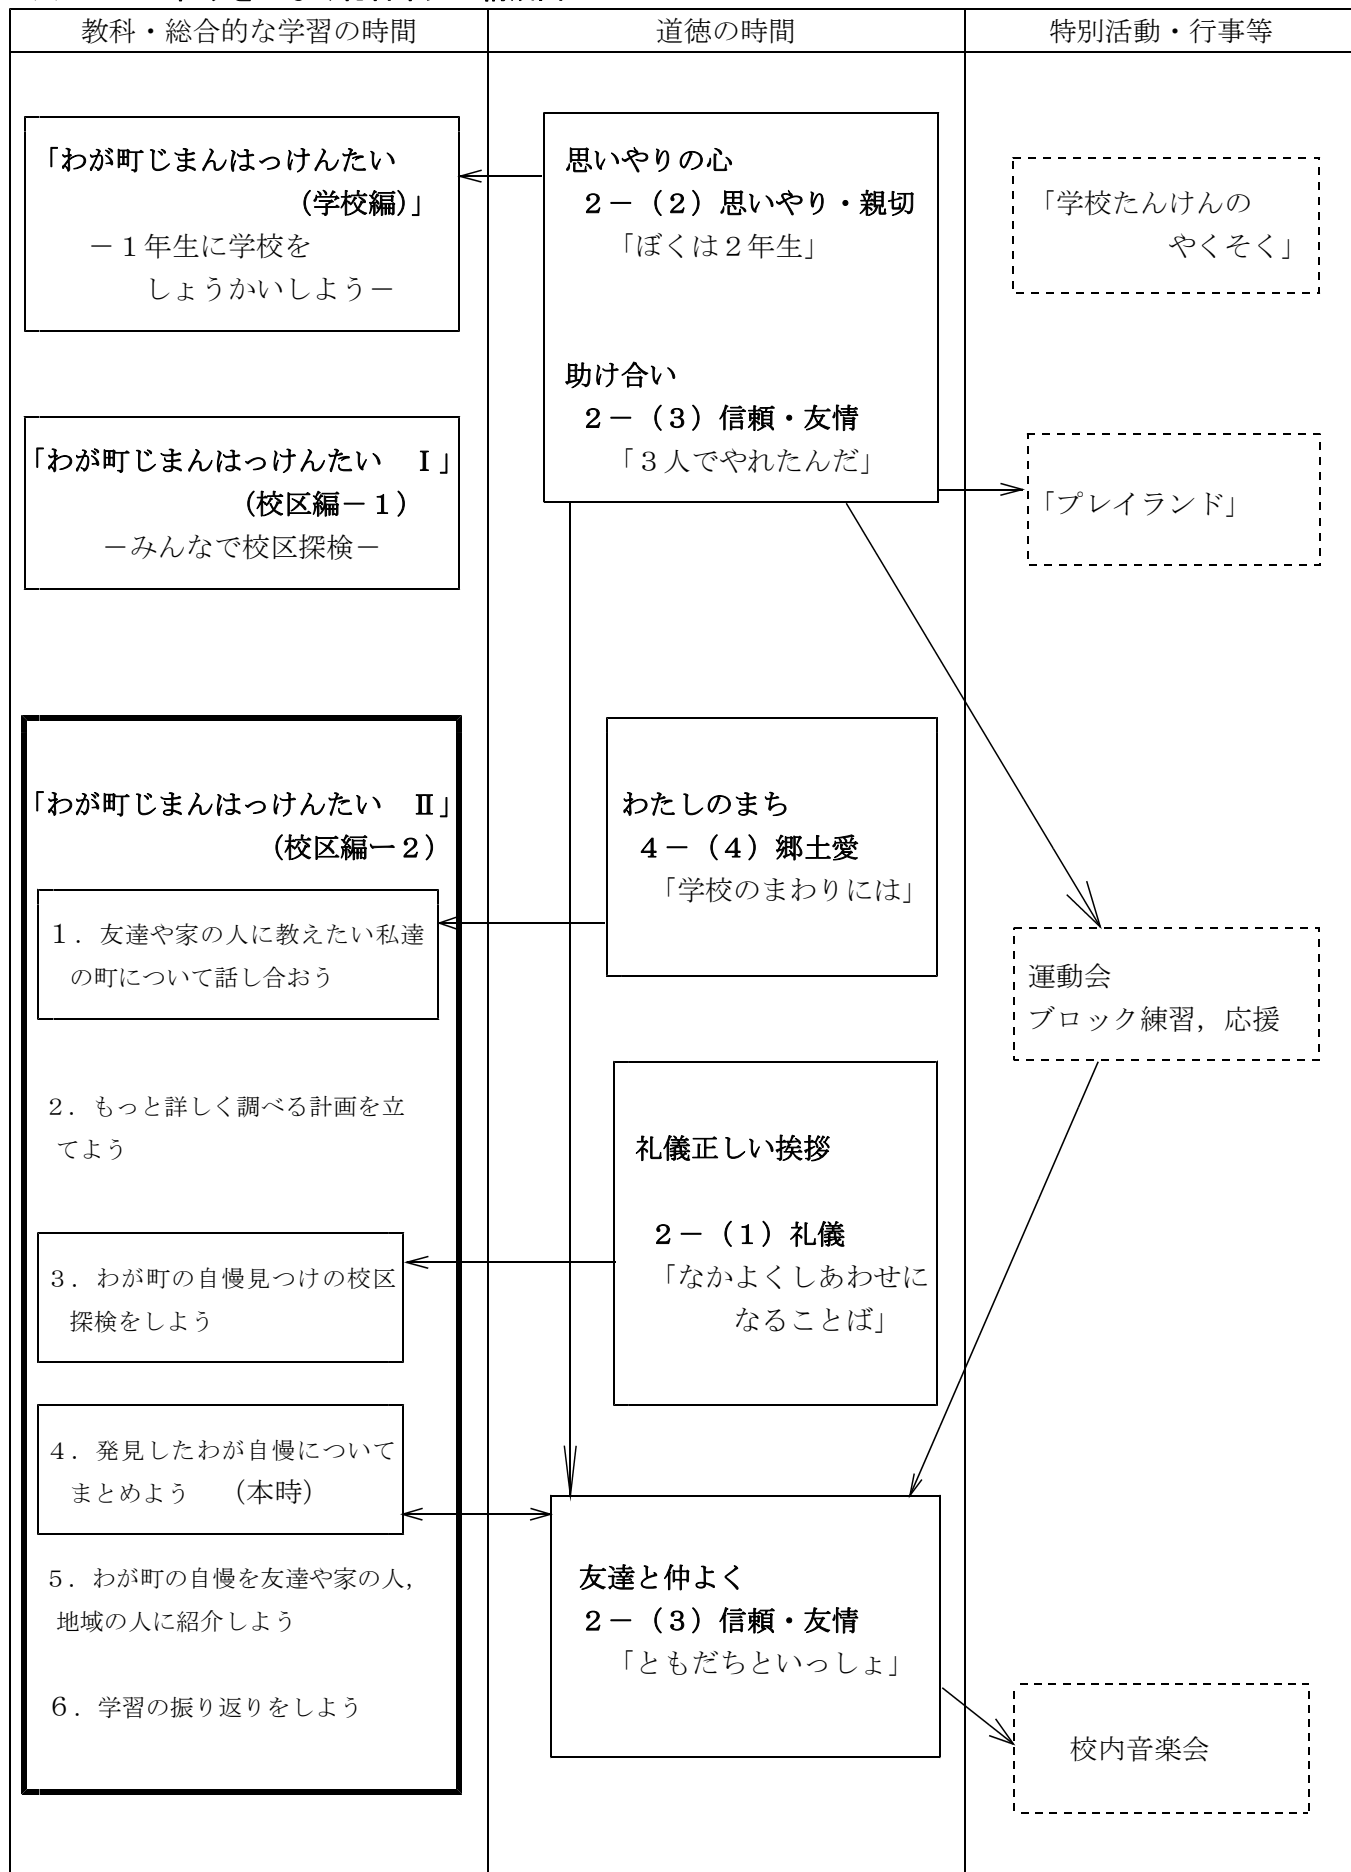 教科・総合的な学習の時間
道徳の時間
特別活動・行事等
「わが町じまんはっけんたい
(学校編)」
－１年生に学校を
しょうかいしよう－
「わが町じまんはっけんたい　Ⅰ」
(校区編－１)
－みんなで校区探検－
「わが町じまんはっけんたい　Ⅱ」
(校区編ー２)
１．友達や家の人に教えたい私達
の町について話し合おう
２．もっと詳しく調べる計画を立
てよう
３．わが町の自慢見つけの校区
探検をしよう
４．発見したわが自慢について
まとめよう　（本時）
５．わが町の自慢を友達や家の人，
地域の人に紹介しよう
６．学習の振り返りをしよう
思いやりの心
２－（２）思いやり・親切
「ぼくは２年生」
助け合い
２－（３）信頼・友情
「３人でやれたんだ」
わたしのまち
４－（４）郷土愛
「学校のまわりには」
礼儀正しい挨拶
２－（１）礼儀
「なかよくしあわせに
なることば」
友達と仲よく
２－（３）信頼・友情
「ともだちといっしょ」
「学校たんけんの
やくそく」
「プレイランド」
運動会
ブロック練習，応援
校内音楽会